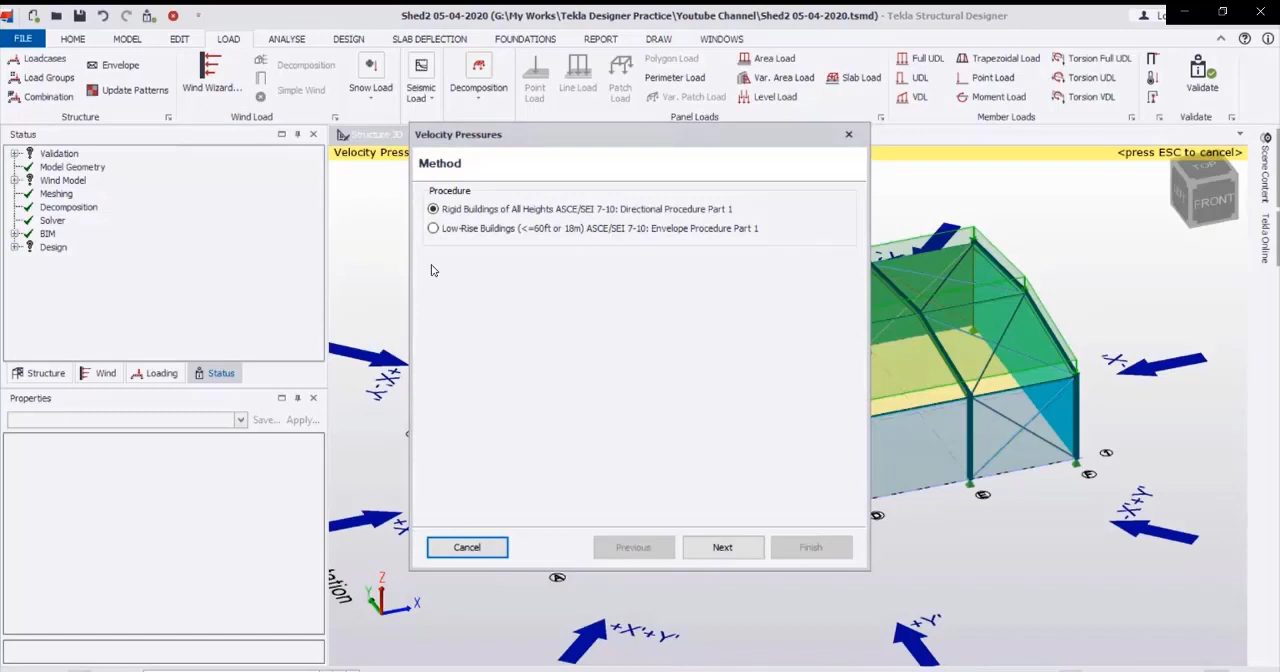 Shed2 05-04-2020 (G:\My Works\Tekla Designer Practice\Youtube Channel\Shed2 05-04-2020.tsmd) - Tekla Structural Designer
FILE HOME MODEL EDIT LOAD ANALYSE DESIGN SLAB DEFLECTION FOUNDATIONS REPORT DRAW WINDOWS
Loadcases
Load Groups
Combination
Envelope
Update Patterns
Structure
Wind Wizard...
Decomposition
Simple Wind
Wind Load
Snow Load
Seismic Load
Decomposition
Point Load
Line Load
Patch Load
Polygon Load
Perimeter Load
Var. Patch Load
Area Load
Var. Area Load
Level Load
Slab Load
Panel Loads
Full UDL
UDL
VDL
Trapezoidal Load
Point Load
Moment Load
Torsion Full UDL
Torsion UDL
Torsion VDL
Member Loads
Validate
Validate
Status
Validation
Model Geometry
Wind Model
Meshing
Decomposition
Solver
BIM
Design
Structure Wind Loading Status
Properties
Save... Apply...
Structure 3D
Velocity Press
<press ESC to cancel>
Velocity Pressures
Method
Procedure
Rigid Buildings of All Heights ASCE/SEI 7-10: Directional Procedure Part 1
Low-Rise Buildings (<=60ft or 18m) ASCE/SEI 7-10: Envelope Procedure Part 1
Cancel Previous Next Finish
TOP
FRONT
Scene Content
Tekla Online
-X'
-X'+Y'
+X'+Y'
+Y'
A
Z
Y
X